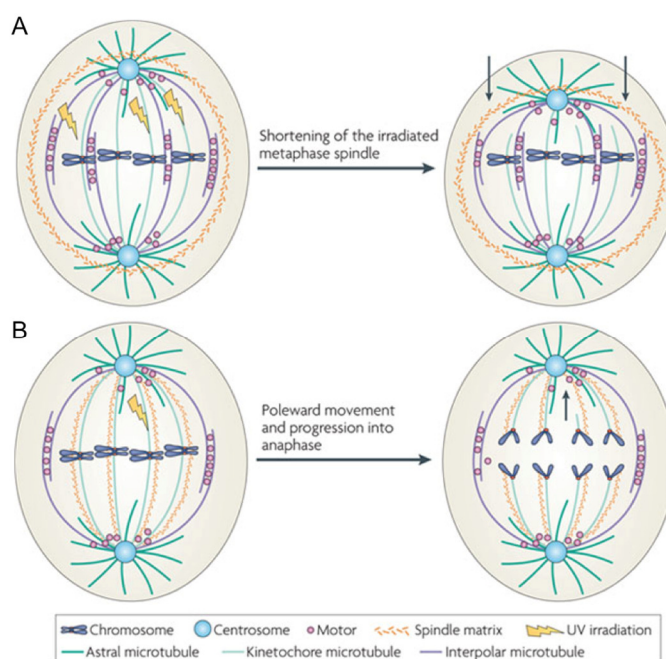 A
Shortening of the irradiated
metaphase spindle
B
Poleward movement
and progression into
anaphase
Chromosome Centrosome Motor Spindle matrix UV irradiation
Astral microtubule Kinetochore microtubule Interpolar microtubule